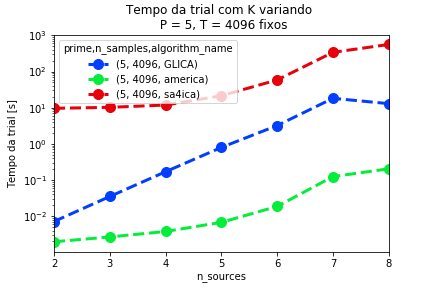 Tempo da trial com K variando
P = 5, T = 4096 fixos
prime,n_samples,algorithm_name
(5, 4096, GLICA)
(5, 4096, america)
(5, 4096, sa4ica)
Tempo da trial [s]
10³
10²
10¹
10⁰
10⁻¹
10⁻²
2 3 4 5 6 7 8
n_sources